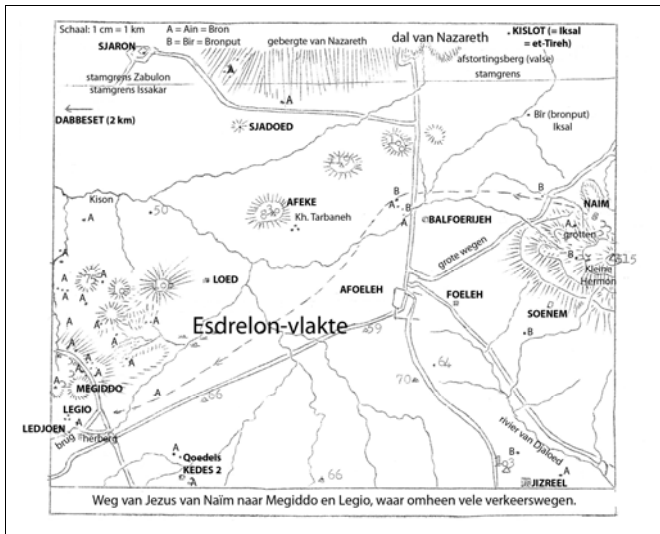 Schaal: 1 cm = 1 km
A = Ain = Bron
B = Bir = Bronput
SJARON
gebergte van Nazareth
dal van Nazareth
KISLOT (= Iksal
= et-Tireh)
afstortingsberg (valse)
stamgrens
stamgrens Zabulon
stamgrens Issakar
A
A
DABBESET (2 km)
SJADOED
Bîr (bronput)
Iksal
Kison
A
50
AFEKE
Kh. Tarbaneh
B
A
B
A
BALFOERIJEH
B
NAIM
A
grotten
B
Kleine
Hermon
515
grote wegen
A
A
A
A
A
LOED
AFOELEH
FOELEH
SOENEM
B
Esdrelon-vlakte
59
64
70
A
A
A
A
MEGIDDO
A
66
LEGIO
A
LEDJOEN
brug
herberg
A
Qoedeis
KEDES 2
A
66
rivier van Djaloed
B
103
A
JIZREEL
Weg van Jezus van Naïm naar Megiddo en Legio, waar omheen vele verkeerswegen.